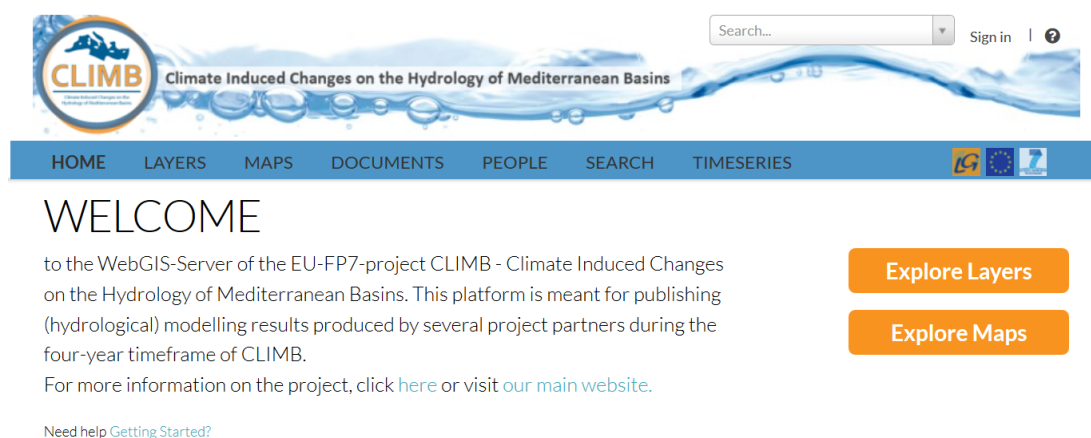 Search...
Sign in
CLIMB
Climate Induced Changes on the Hydrology of Mediterranean Basins
HOME LAYERS MAPS DOCUMENTS PEOPLE SEARCH TIMESERIES
WELCOME
to the WebGIS-Server of the EU-FP7-project CLIMB - Climate Induced Changes
on the Hydrology of Mediterranean Basins. This platform is meant for publishing
(hydrological) modelling results produced by several project partners during the
four-year timeframe of CLIMB.
For more information on the project, click here or visit our main website.
Need help Getting Started?
Explore Layers
Explore Maps